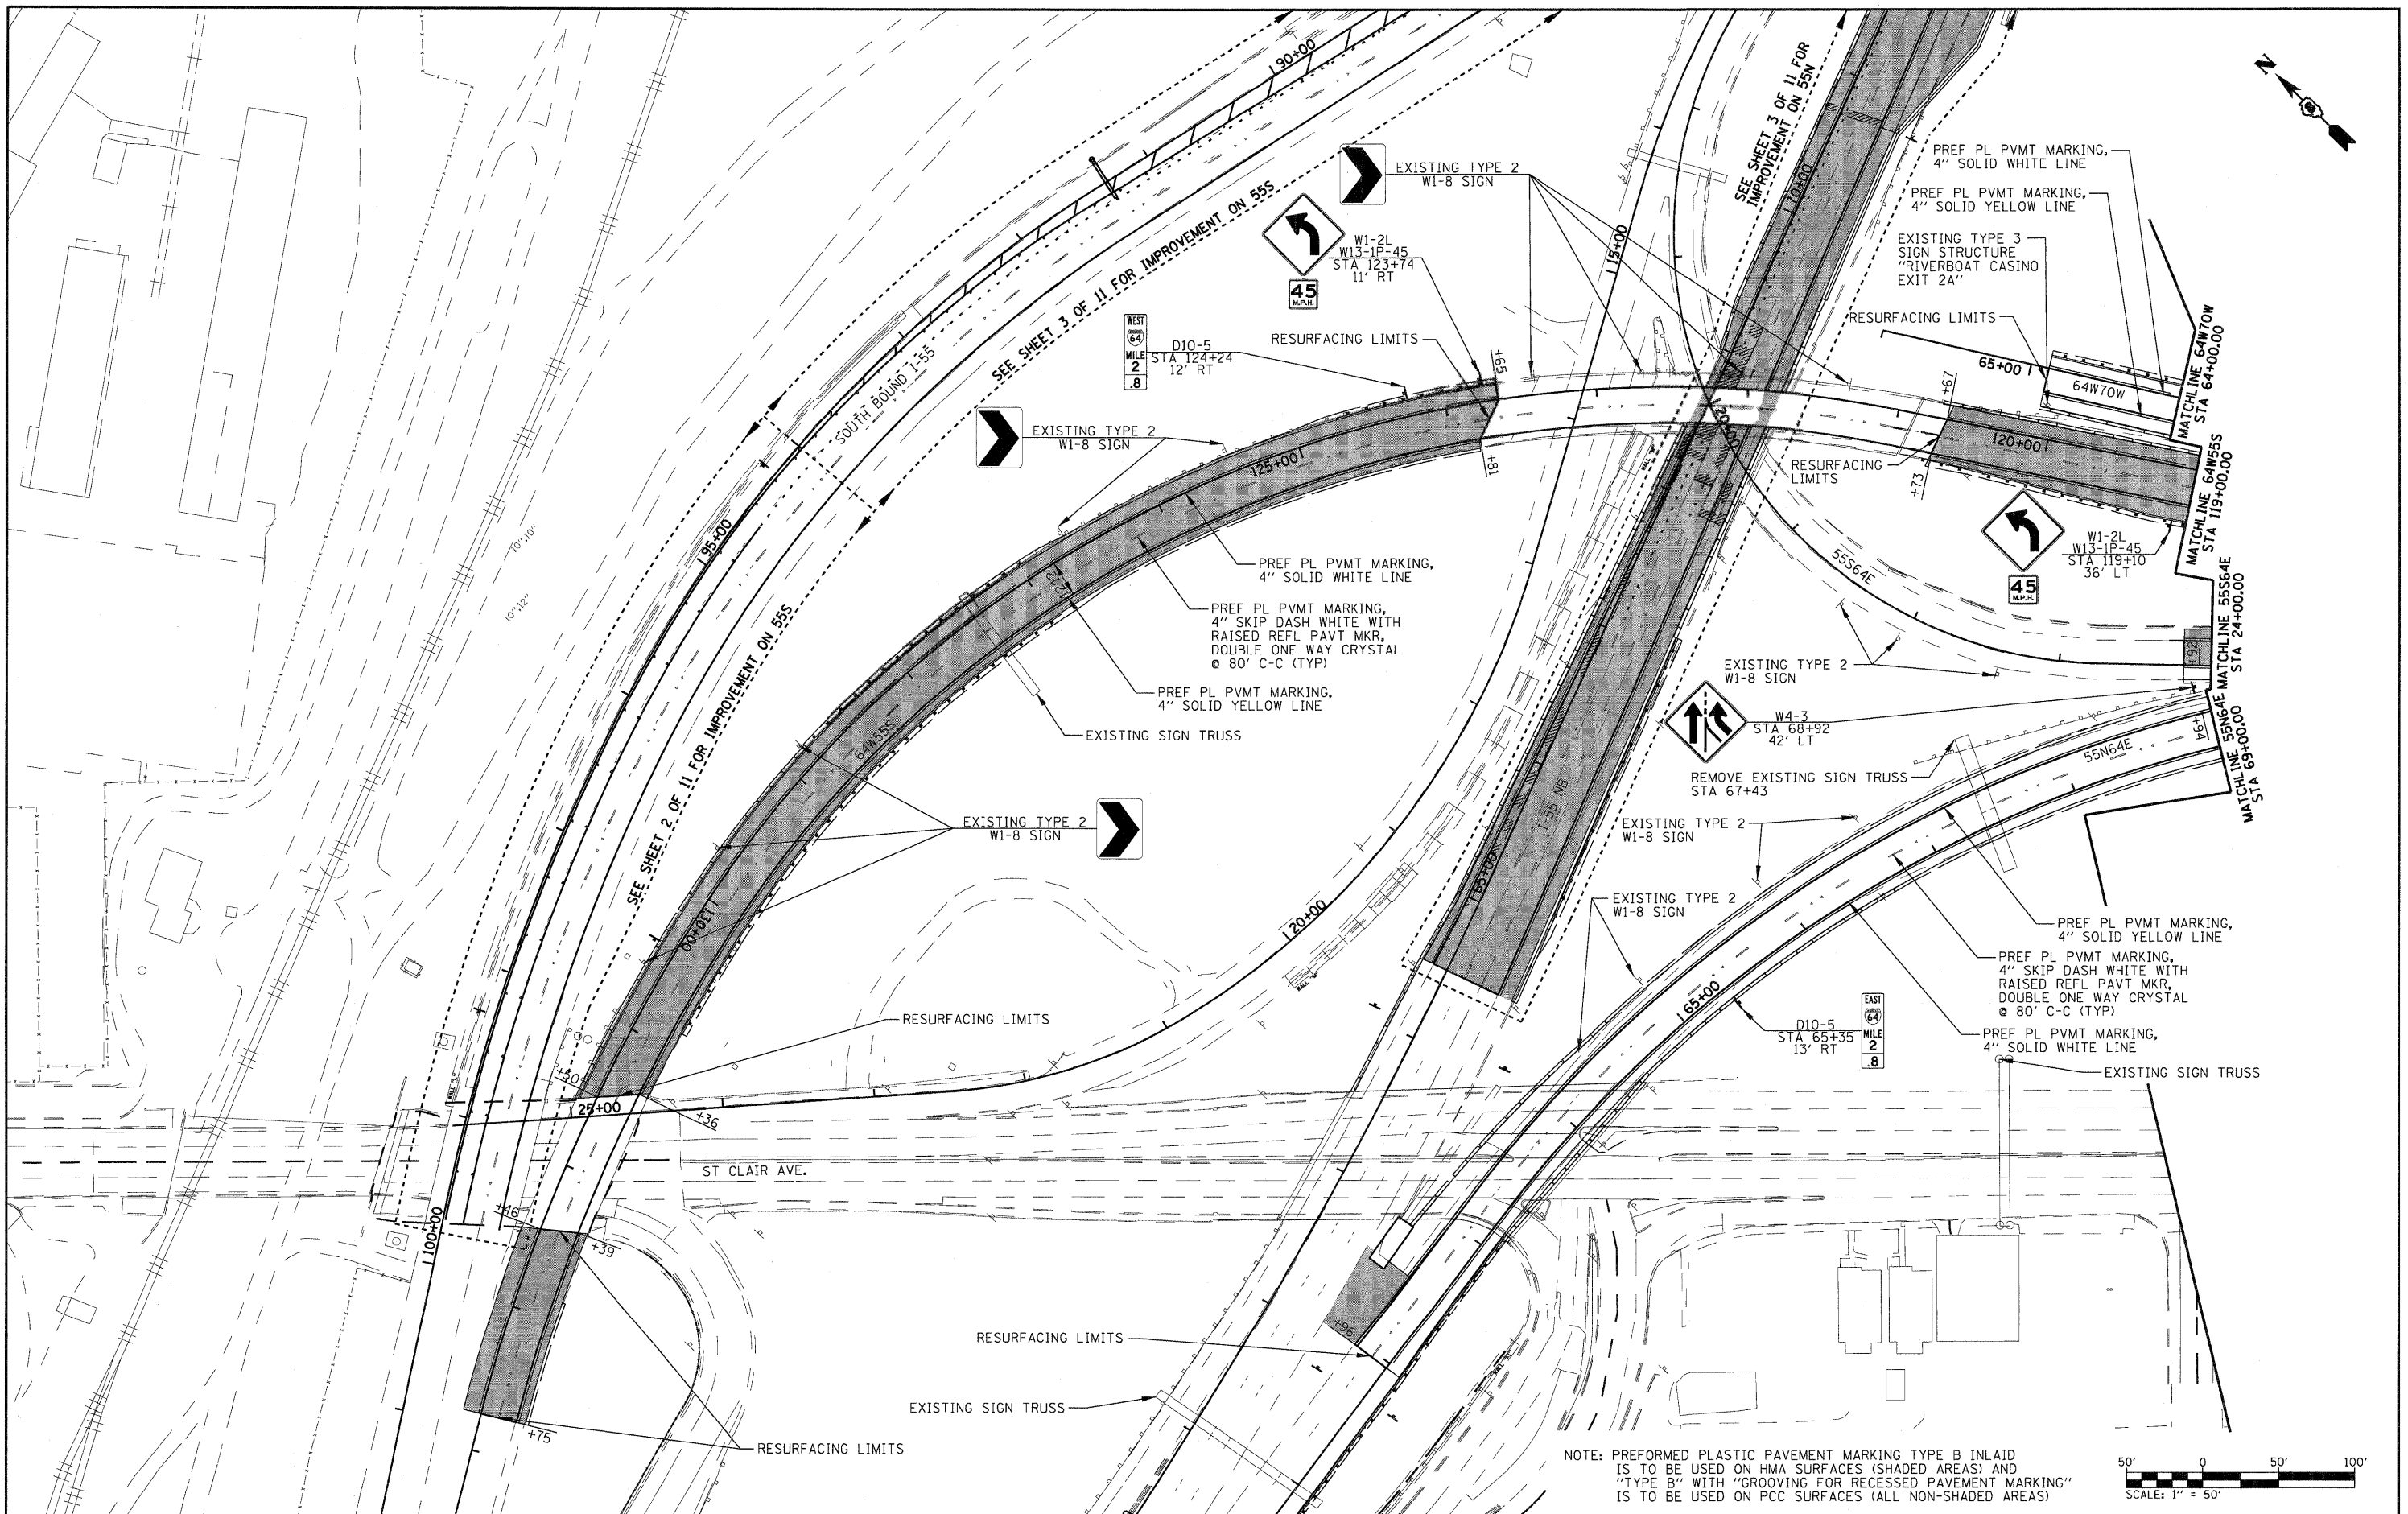 190+00
N
SEE SHEET 3 OF 11 FOR
IMPROVEMENT ON 55N
170+00
PREF PL PVMT MARKING,
4" SOLID WHITE LINE
PREF PL PVMT MARKING,
4" SOLID YELLOW LINE
EXISTING TYPE 3
SIGN STRUCTURE
"RIVERBOAT CASINO
EXIT 2A"
RESURFACING LIMITS
65+00
64W70W
MATCHLINE 64W70W
STA 64+00.00
EXISTING TYPE 2
W1-8 SIGN
W1-2L
W13-1P-45
STA 123+74
11' RT
45
M.P.H.
115+00
SEE SHEET 3 OF 11 FOR IMPROVEMENT ON 55S
SOUTH BOUND I-55
WEST
64
MILE
2
.8
D10-5
STA 124+24
12' RT
RESURFACING LIMITS
+65
+81
+67
+73
120+00
RESURFACING
LIMITS
MATCHLINE 64W55S
STA 119+00.00
EXISTING TYPE 2
W1-8 SIGN
125+00
120+00
195+00
10"-10"
10"-12"
W1-2L
W13-1P-45
STA 119+10
36' LT
45
M.P.H.
55S64E
MATCHLINE 55S64E
STA 24+00.00
+92
PREF PL PVMT MARKING,
4" SOLID WHITE LINE
12'
12'
PREF PL PVMT MARKING,
4" SKIP DASH WHITE WITH
RAISED REFL PAVT MKR,
DOUBLE ONE WAY CRYSTAL
@ 80' C-C (TYP)
PREF PL PVMT MARKING,
4" SOLID YELLOW LINE
EXISTING SIGN TRUSS
64W55S
SEE SHEET 2 OF 11 FOR IMPROVEMENT ON 55S
EXISTING TYPE 2
W1-8 SIGN
W4-3
STA 68+92
42' LT
+94
MATCHLINE 55N64E
STA 69+00.00
55N64E
REMOVE EXISTING SIGN TRUSS
STA 67+43
I-55 NB
EXISTING TYPE 2
W1-8 SIGN
EXISTING TYPE 2
W1-8 SIGN
165+00
EXISTING TYPE 2
W1-8 SIGN
130+00
120+00
PREF PL PVMT MARKING,
4" SOLID YELLOW LINE
PREF PL PVMT MARKING,
4" SKIP DASH WHITE WITH
RAISED REFL PAVT MKR,
DOUBLE ONE WAY CRYSTAL
@ 80' C-C (TYP)
165+00
EAST
64
MILE
2
.8
D10-5
STA 65+35
13' RT
PREF PL PVMT MARKING,
4" SOLID WHITE LINE
EXISTING SIGN TRUSS
RESURFACING LIMITS
+50
125+00
+36
ST CLAIR AVE.
+46
+39
1100+00
+96
RESURFACING LIMITS
EXISTING SIGN TRUSS
+75
RESURFACING LIMITS
NOTE: PREFORMED PLASTIC PAVEMENT MARKING TYPE B INLAID
IS TO BE USED ON HMA SURFACES (SHADED AREAS) AND
"TYPE B" WITH "GROOVING FOR RECESSED PAVEMENT MARKING"
IS TO BE USED ON PCC SURFACES (ALL NON-SHADED AREAS)
50' 0 50' 100'
SCALE: 1" = 50'